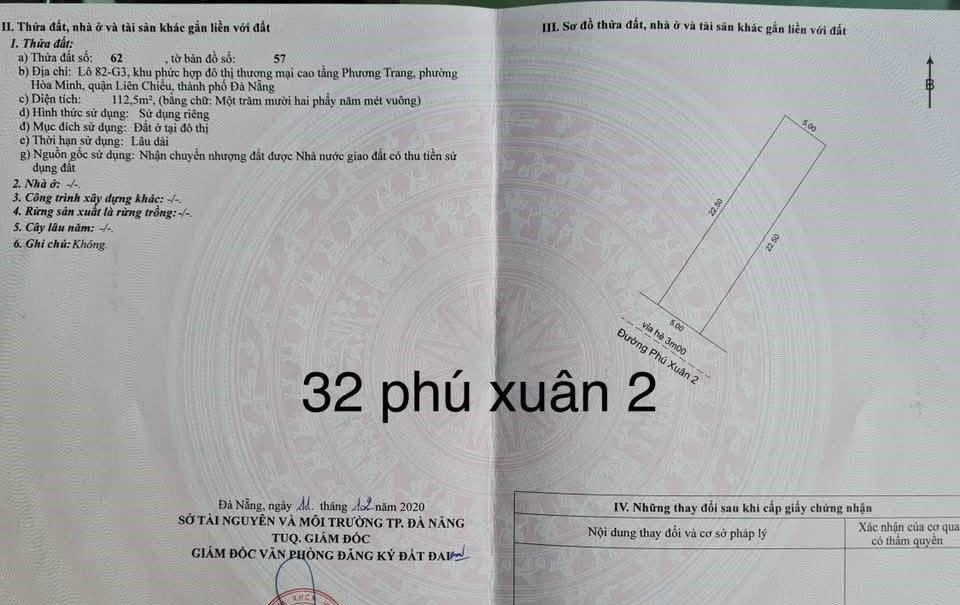 II. Thửa đất, nhà ở và tài sản khác gắn liền với đất
1. Thửa đất:
a) Thửa đất số: 62 , tờ bản đồ số: 57
b) Địa chỉ: Lô 82-G3, khu phức hợp đô thị thương mại cao tầng Phương Trang, phường
Hòa Minh, quận Liên Chiểu, thành phố Đà Nẵng
c) Diện tích: 112,5m², (bằng chữ: Một trăm mười hai phẩy năm mét vuông)
d) Hình thức sử dụng: Sử dụng riêng
đ) Mục đích sử dụng: Đất ở tại đô thị
e) Thời hạn sử dụng: Lâu dài
g) Nguồn gốc sử dụng: Nhận chuyển nhượng đất được Nhà nước giao đất có thu tiền sử
dụng đất
2. Nhà ở: -/-.
3. Công trình xây dựng khác: -/-.
4. Rừng sản xuất là rừng trồng:-/-.
5. Cây lâu năm: -/-.
6. Ghi chú: Không.
Đà Nẵng, ngày 11. tháng 12 năm 2020
SỞ TÀI NGUYÊN VÀ MÔI TRƯỜNG TP. ĐÀ NẴNG
TUQ. GIÁM ĐỐC
GIÁM ĐỐC VĂN PHÒNG ĐĂNG KÝ ĐẤT ĐAI
III. Sơ đồ thửa đất, nhà ở và tài sản khác gắn liền với đất
B
5.00
22.50
22.50
5.00
vỉa hè 3m00
Đường Phú Xuân 2
32 phú xuân 2
IV. Những thay đổi sau khi cấp giấy chứng nhận
Nội dung thay đổi và cơ sở pháp lý
Xác nhận của cơ qua
có thẩm quyền